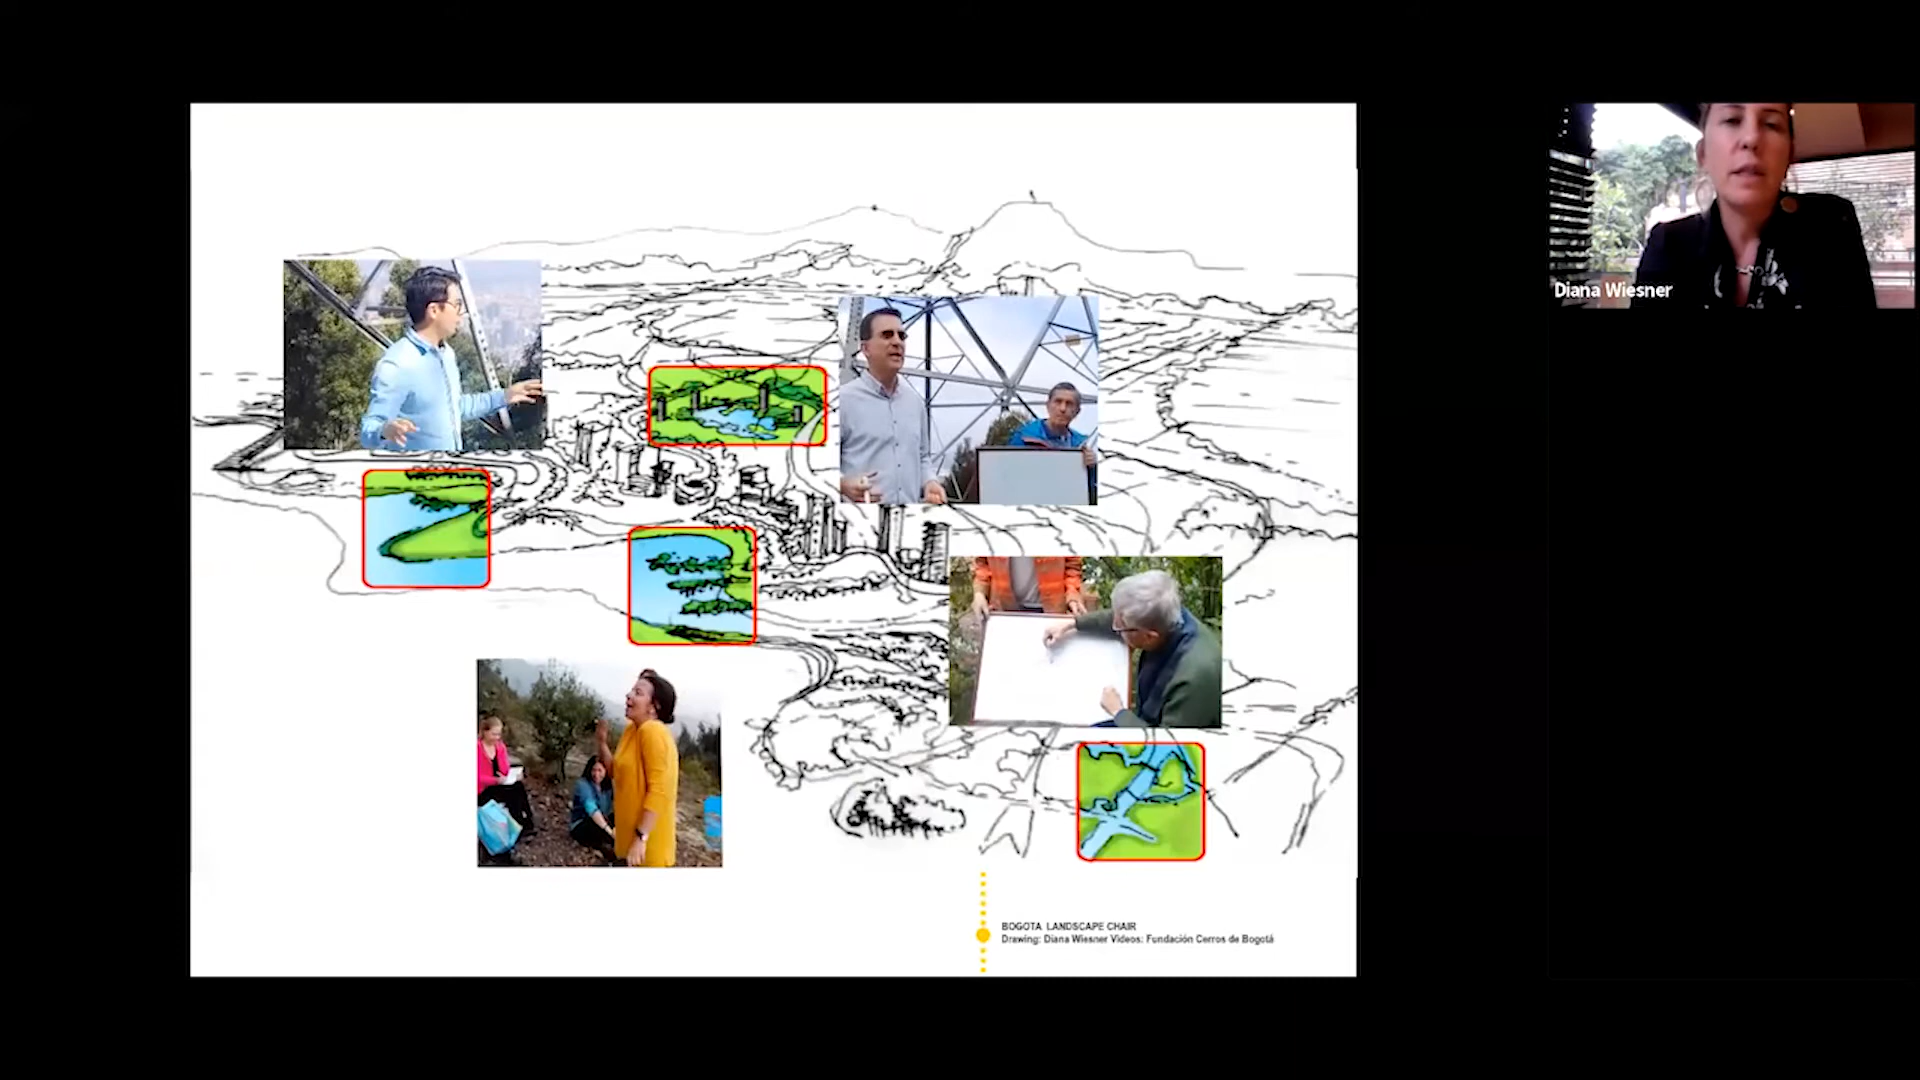 Diana Wiesner
BOGOTA LANDSCAPE CHAIR
Drawing: Diana Wiesner Videos: Fundación Cerros de Bogotá